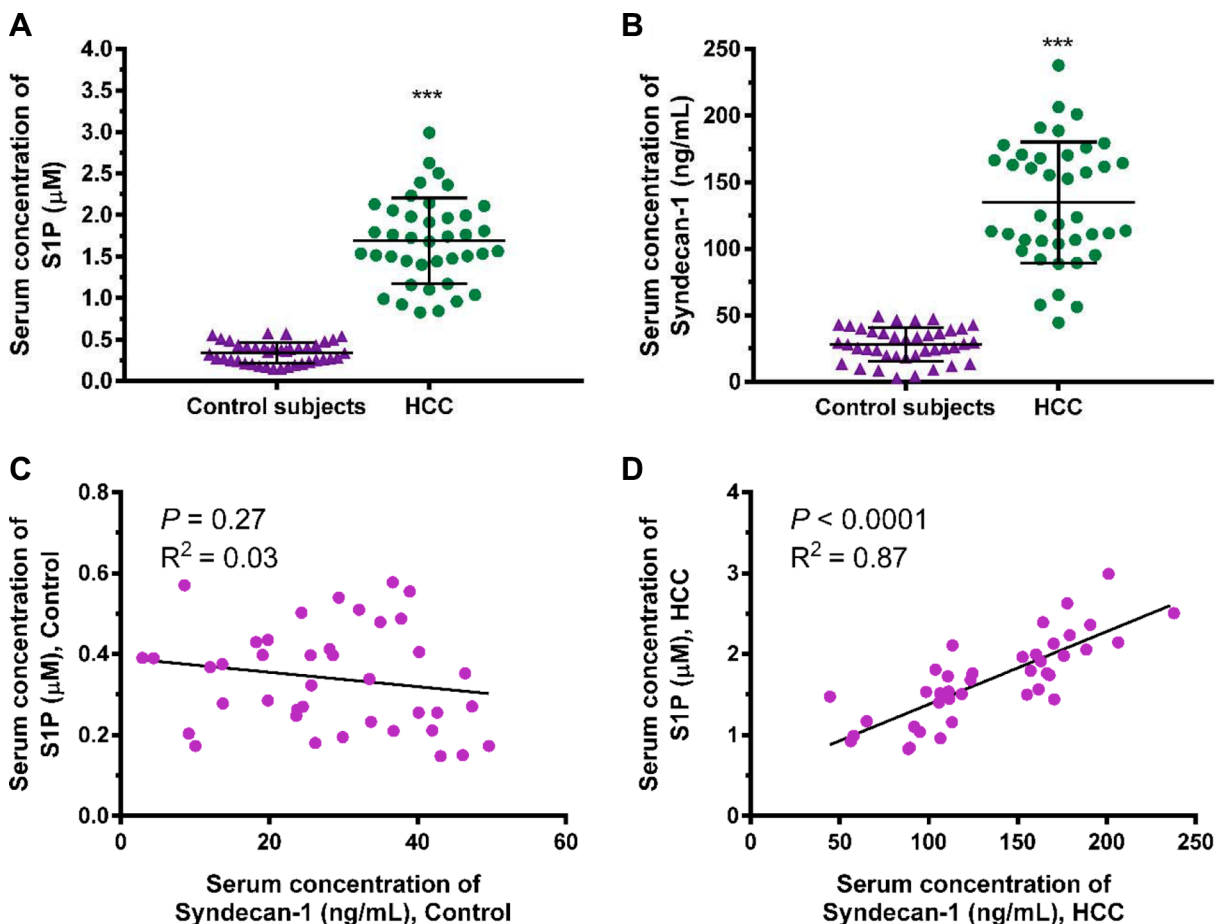 A
Serum concentration of
S1P (μM)
4.0
3.5
3.0
2.5
2.0
1.5
1.0
0.5
0.0
***
Control subjects
HCC
B
Serum concentration of
Syndecan-1 (ng/mL)
250
200
150
100
50
0
***
Control subjects
HCC
C
Serum concentration of
S1P (μM), Control
0.8
0.6
0.4
0.2
0.0
P = 0.27
R² = 0.03
0 20 40 60
Serum concentration of
Syndecan-1 (ng/mL), Control
D
Serum concentration of
S1P (μM), HCC
4
3
2
1
0
P < 0.0001
R² = 0.87
0 50 100 150 200 250
Serum concentration of
Syndecan-1 (ng/mL), HCC